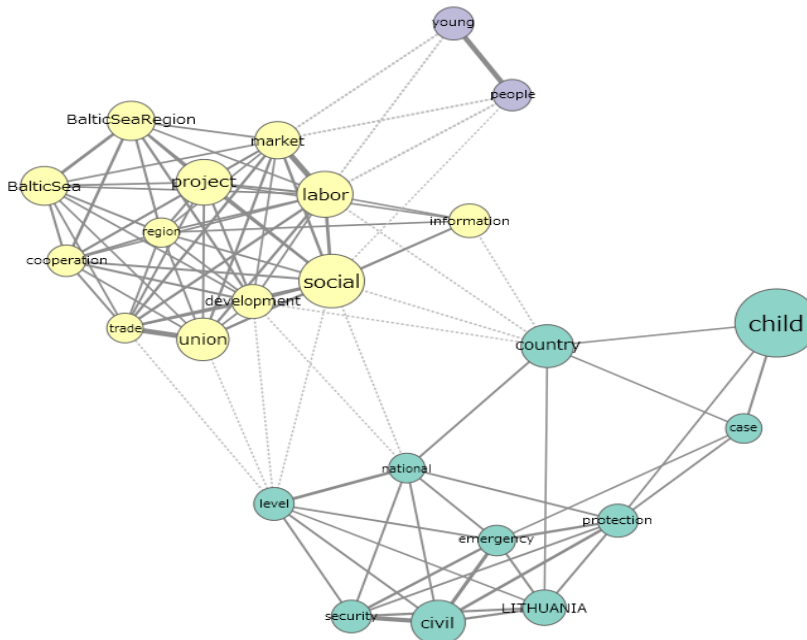 young
people
BalticSeaRegion
market
project
BalticSea
labor
information
region
cooperation
social
development
trade
union
child
country
case
national
level
protection
emergency
LITHUANIA
security
civil